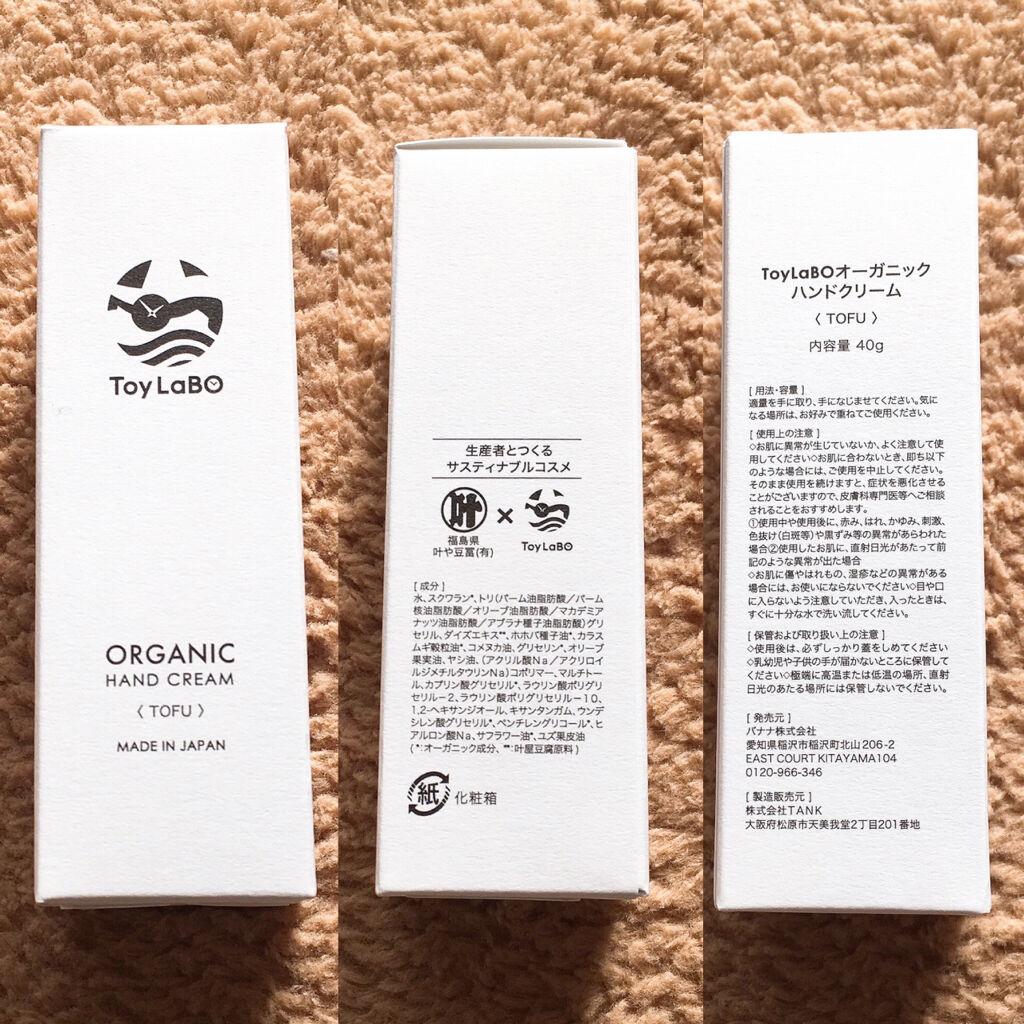 Toy LaBO
ORGANIC
HAND CREAM
〈 TOFU 〉
MADE IN JAPAN
生産者とつくる
サスティナブルコスメ
叶 × Toy LaBO
福島県
叶や豆冨(有)
[ 成分 ]
水、スクワラン*、トリ(パーム油脂肪酸／パーム
核油脂肪酸／オリーブ油脂肪酸／マカデミア
ナッツ油脂肪酸／アブラナ種子油脂肪酸)グリ
セリル、ダイズエキス**、ホホバ種子油*、カラス
ムギ穀粒油*、コメヌカ油、グリセリン*、オリーブ
果実油、ヤシ油、(アクリル酸Na／アクリロイ
ルジメチルタウリンNa)コポリマー、マルチトー
ル、カプリン酸グリセリル*、ラウリン酸ポリグリ
セリル－2、ラウリン酸ポリグリセリル－10、
1,2-ヘキサンジオール、キサンタンガム、ウンデ
シレン酸グリセリル*、ペンチレングリコール*、ヒ
アルロン酸Na、サフラワー油*、ユズ果皮油
(*:オーガニック成分、**:叶屋豆腐原料)
紙 化粧箱
ToyLaBOオーガニック
ハンドクリーム
〈 TOFU 〉
内容量 40g
[ 用法・容量 ]
適量を手に取り、手になじませてください。気に
なる場所は、お好みで重ねてご使用ください。
[ 使用上の注意 ]
◇お肌に異常が生じていないか、よく注意して使
用してください◇お肌に合わないとき、即ち以下
のような場合には、ご使用を中止してください。
そのまま使用を続けますと、症状を悪化させる
ことがございますので、皮膚科専門医等へご相談
されることをおすすめします。
①使用中や使用後に、赤み、はれ、かゆみ、刺激、
色抜け(白斑等)や黒ずみ等の異常があらわれた
場合②使用したお肌に、直射日光があたって前
記のような異常が出た場合
◇お肌に傷やはれもの、湿疹などの異常がある
場合には、お使いにならないでください◇目や口
に入らないよう注意していただき、入ったときは、
すぐに十分な水で洗い流してください。
[ 保管および取り扱い上の注意 ]
◇使用後は、必ずしっかり蓋をしめてください
◇乳幼児や子供の手が届かないところに保管して
ください◇極端に高温または低温の場所、直射
日光のあたる場所には保管しないでください。
[ 発売元 ]
バナナ株式会社
愛知県稲沢市稲沢町北山206-2
EAST COURT KITAYAMA104
0120-966-346
[ 製造販売元 ]
株式会社TANK
大阪府松原市天美我堂2丁目201番地